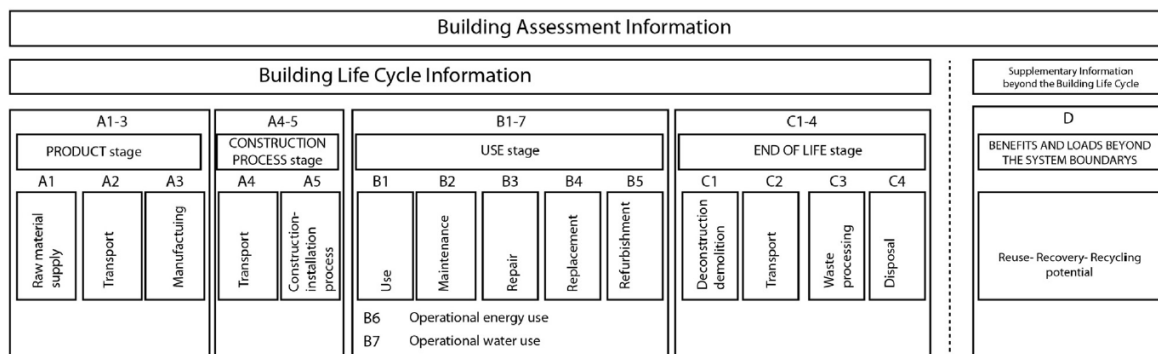 Building Assessment Information
Building Life Cycle Information
Supplementary Information
beyond the Building Life Cycle
A1-3
PRODUCT stage
A1
A2
A3
Raw material
supply
Transport
Manufactuing
A4-5
CONSTRUCTION
PROCESS stage
A4
A5
Transport
Construction-
installation
process
B1-7
USE stage
B1
B2
B3
B4
B5
Use
Maintenance
Repair
Replacement
Refurbishment
B6 Operational energy use
B7 Operational water use
C1-4
END OF LIFE stage
C1
C2
C3
C4
Deconstruction
demolition
Transport
Waste
processing
Disposal
D
BENEFITS AND LOADS BEYOND
THE SYSTEM BOUNDARYS
Reuse- Recovery- Recycling
potential